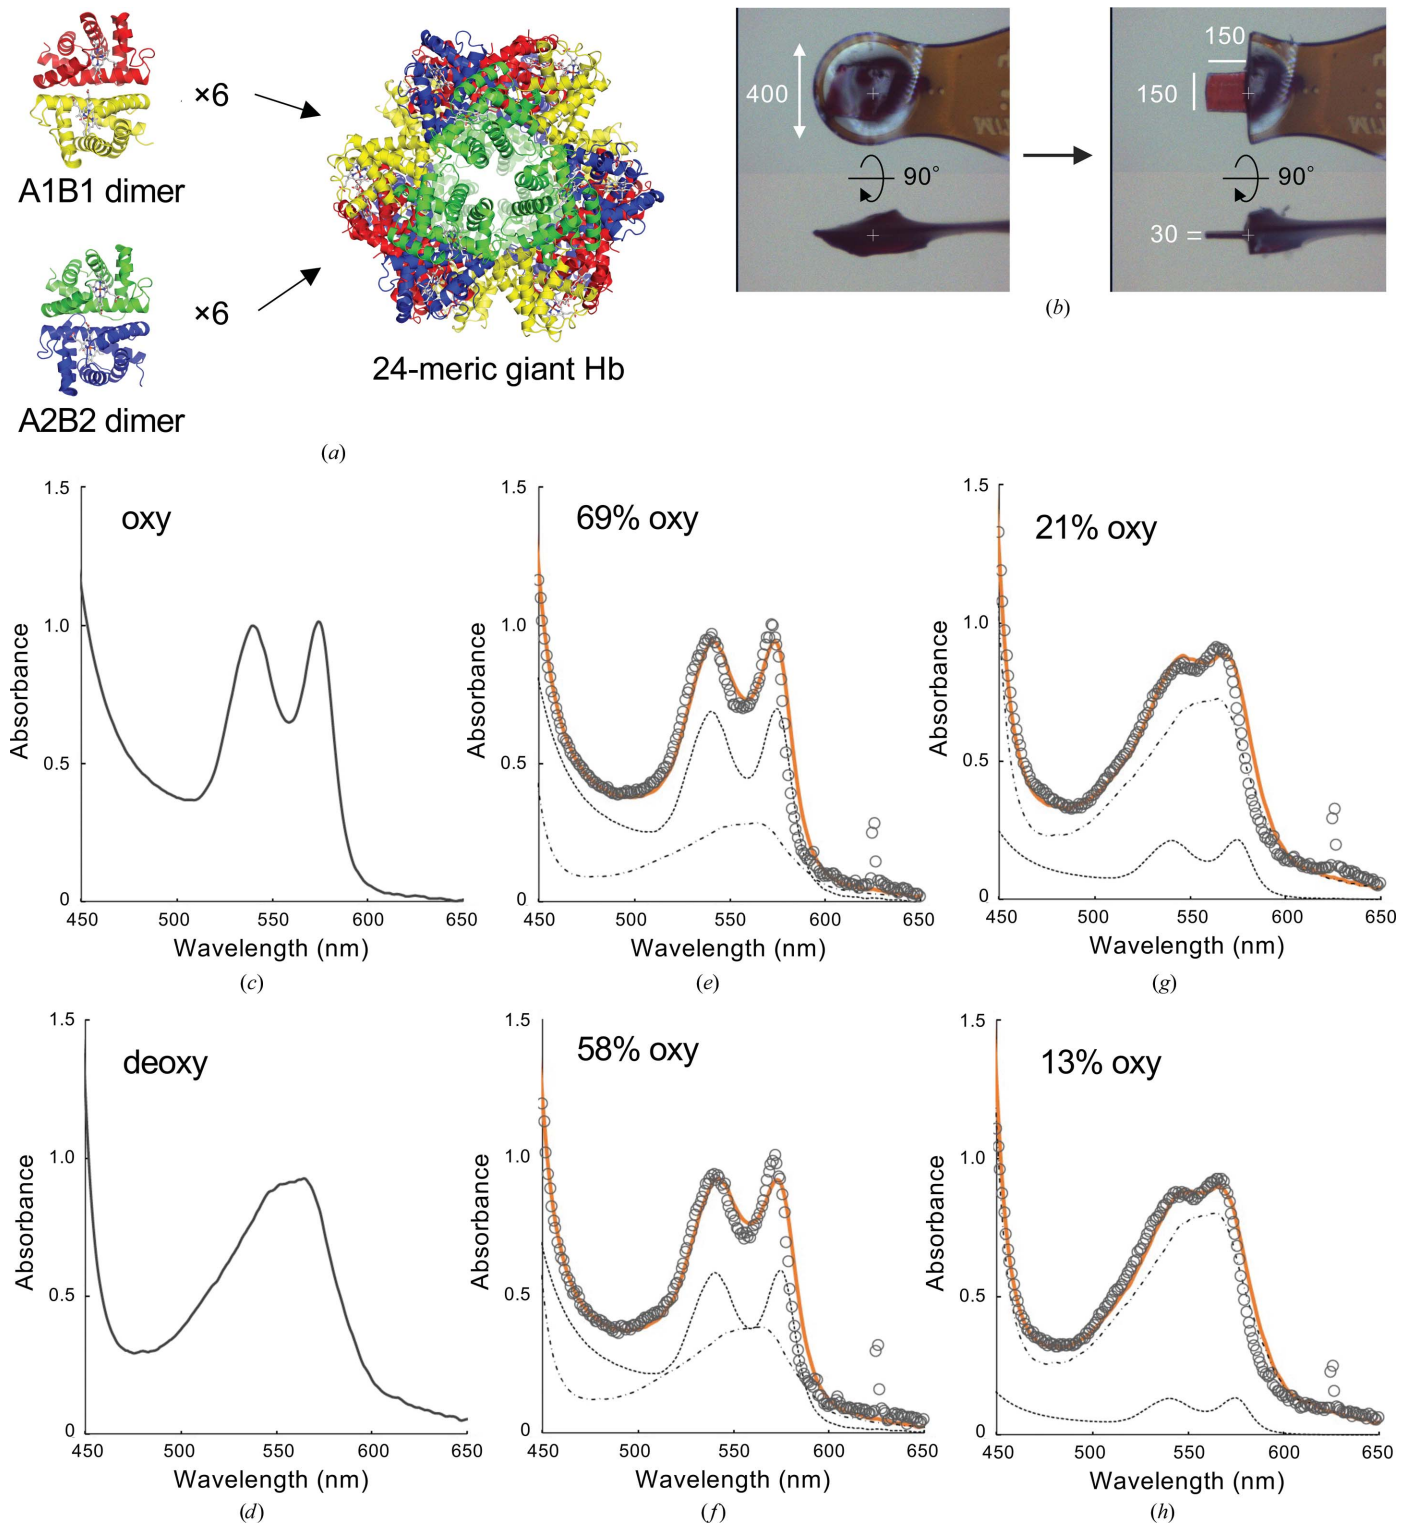 ×6
A1B1 dimer
×6
A2B2 dimer
24-meric giant Hb
(a)
400
90°
150
150
90°
30 =
(b)
oxy
1.5
1.0
0.5
0
Absorbance
450 500 550 600 650
Wavelength (nm)
(c)
69% oxy
1.5
1.0
0.5
0
Absorbance
450 500 550 600 650
Wavelength (nm)
(e)
21% oxy
1.5
1.0
0.5
0
Absorbance
450 500 550 600 650
Wavelength (nm)
(g)
deoxy
1.5
1.0
0.5
0
Absorbance
450 500 550 600 650
Wavelength (nm)
(d)
58% oxy
1.5
1.0
0.5
0
Absorbance
450 500 550 600 650
Wavelength (nm)
(f)
13% oxy
1.5
1.0
0.5
0
Absorbance
450 500 550 600 650
Wavelength (nm)
(h)